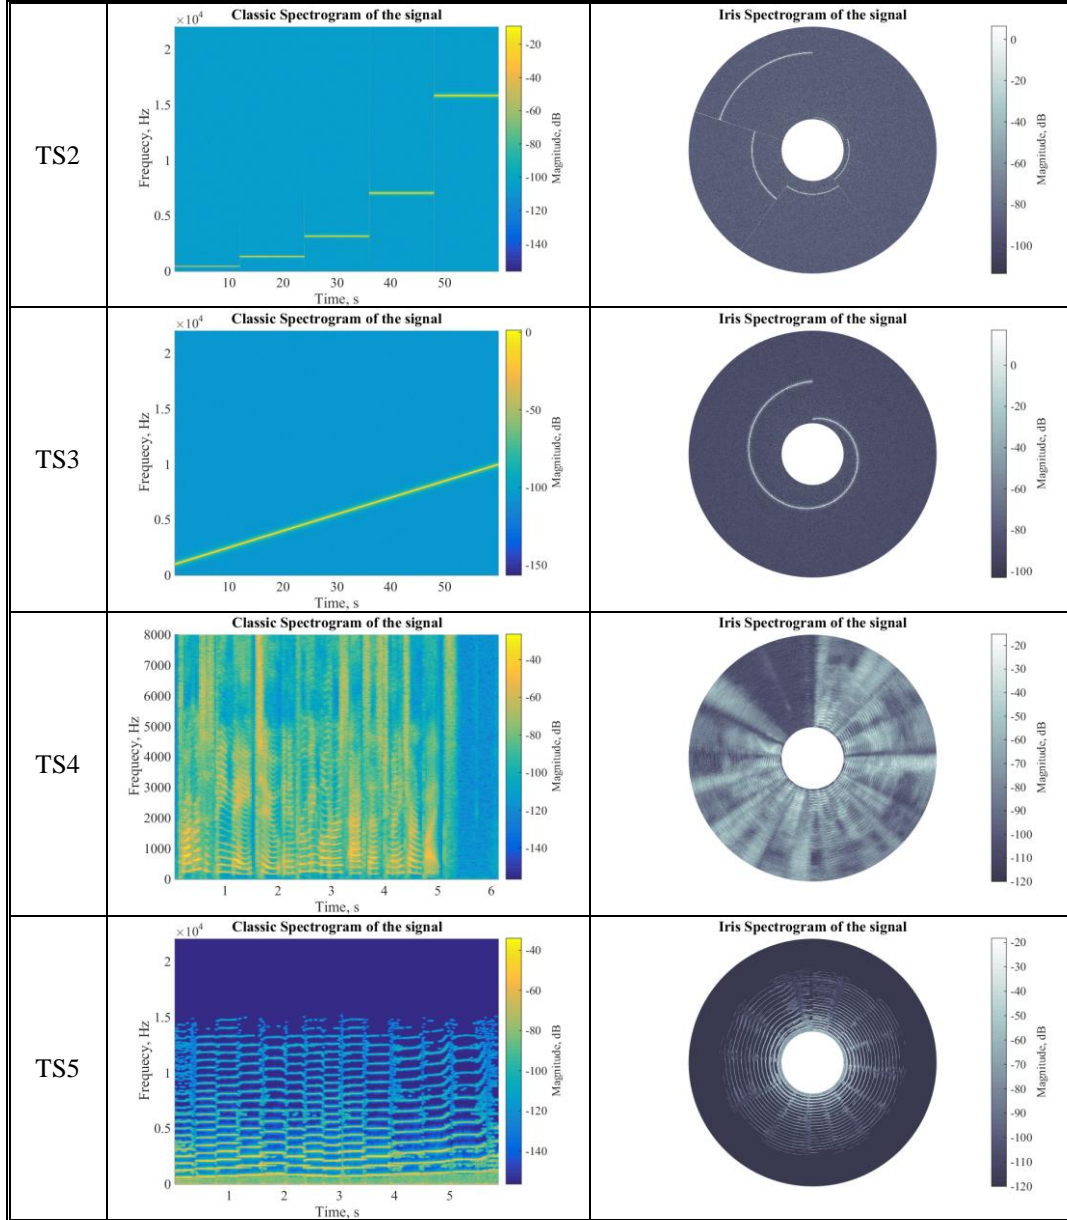 TS2
Classic Spectrogram of the signal
×10⁴
2
1.5
1
0.5
0
Frequecy, Hz
10 20 30 40 50
Time, s
-20
-40
-60
-80
-100
-120
-140
Magnitude, dB
Iris Spectrogram of the signal
0
-20
-40
-60
-80
-100
Magnitude, dB
TS3
Classic Spectrogram of the signal
×10⁴
2
1.5
1
0.5
0
Frequecy, Hz
10 20 30 40 50
Time, s
0
-50
-100
-150
Magnitude, dB
Iris Spectrogram of the signal
0
-20
-40
-60
-80
-100
Magnitude, dB
TS4
Classic Spectrogram of the signal
8000
7000
6000
5000
4000
3000
2000
1000
0
Frequecy, Hz
1 2 3 4 5 6
Time, s
-40
-60
-80
-100
-120
-140
Magnitude, dB
Iris Spectrogram of the signal
-20
-30
-40
-50
-60
-70
-80
-90
-100
-110
-120
Magnitude, dB
TS5
Classic Spectrogram of the signal
×10⁴
2
1.5
1
0.5
0
Frequecy, Hz
1 2 3 4 5
Time, s
-40
-60
-80
-100
-120
-140
Magnitude, dB
Iris Spectrogram of the signal
-20
-30
-40
-50
-60
-70
-80
-90
-100
-110
-120
Magnitude, dB